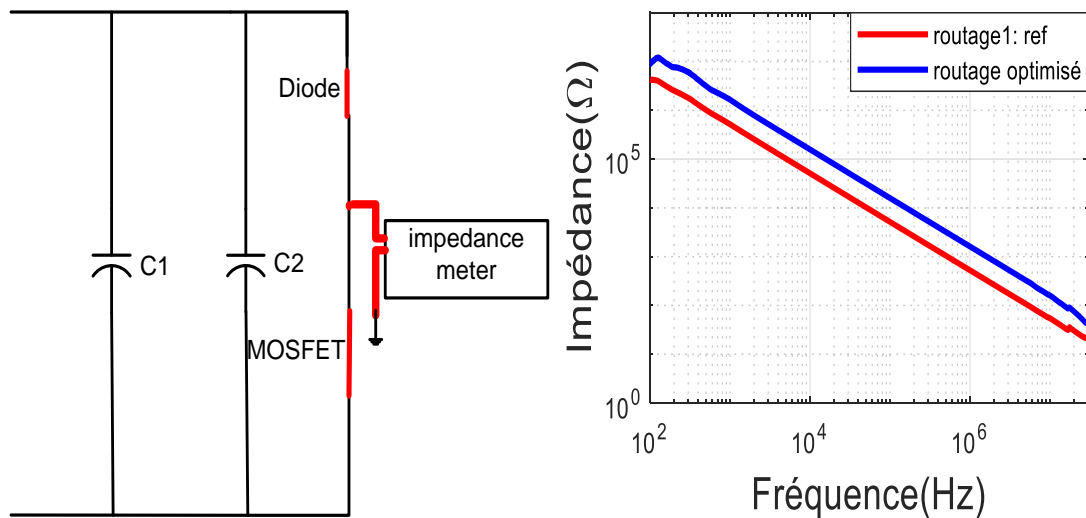 Diode
C1
C2
impedance
meter
MOSFET
Impédance(Ω)
10^5
10^0
routage1: ref
routage optimisé
10^2
10^4
10^6
Fréquence(Hz)